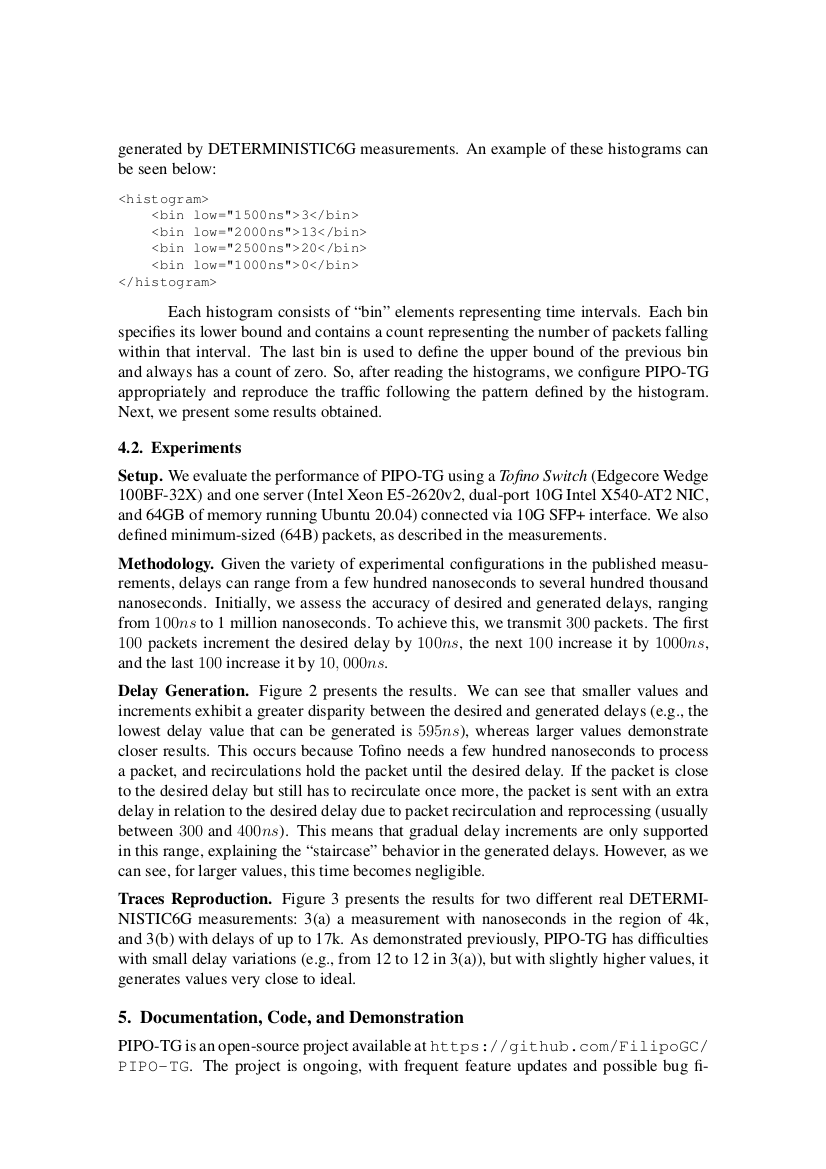 generated by DETERMINISTIC6G measurements. An example of these histograms can
be seen below:
<histogram>
<bin low="1500ns">3</bin>
<bin low="2000ns">13</bin>
<bin low="2500ns">20</bin>
<bin low="1000ns">0</bin>
</histogram>
Each histogram consists of “bin” elements representing time intervals. Each bin
specifies its lower bound and contains a count representing the number of packets falling
within that interval. The last bin is used to define the upper bound of the previous bin
and always has a count of zero. So, after reading the histograms, we configure PIPO-TG
appropriately and reproduce the traffic following the pattern defined by the histogram.
Next, we present some results obtained.
4.2. Experiments
Setup. We evaluate the performance of PIPO-TG using a Tofino Switch (Edgecore Wedge
100BF-32X) and one server (Intel Xeon E5-2620v2, dual-port 10G Intel X540-AT2 NIC,
and 64GB of memory running Ubuntu 20.04) connected via 10G SFP+ interface. We also
defined minimum-sized (64B) packets, as described in the measurements.
Methodology. Given the variety of experimental configurations in the published measu-
rements, delays can range from a few hundred nanoseconds to several hundred thousand
nanoseconds. Initially, we assess the accuracy of desired and generated delays, ranging
from 100ns to 1 million nanoseconds. To achieve this, we transmit 300 packets. The first
100 packets increment the desired delay by 100ns, the next 100 increase it by 1000ns,
and the last 100 increase it by 10, 000ns.
Delay Generation. Figure 2 presents the results. We can see that smaller values and
increments exhibit a greater disparity between the desired and generated delays (e.g., the
lowest delay value that can be generated is 595ns), whereas larger values demonstrate
closer results. This occurs because Tofino needs a few hundred nanoseconds to process
a packet, and recirculations hold the packet until the desired delay. If the packet is close
to the desired delay but still has to recirculate once more, the packet is sent with an extra
delay in relation to the desired delay due to packet recirculation and reprocessing (usually
between 300 and 400ns). This means that gradual delay increments are only supported
in this range, explaining the “staircase” behavior in the generated delays. However, as we
can see, for larger values, this time becomes negligible.
Traces Reproduction. Figure 3 presents the results for two different real DETERMI-
NISTIC6G measurements: 3(a) a measurement with nanoseconds in the region of 4k,
and 3(b) with delays of up to 17k. As demonstrated previously, PIPO-TG has difficulties
with small delay variations (e.g., from 12 to 12 in 3(a)), but with slightly higher values, it
generates values very close to ideal.
5. Documentation, Code, and Demonstration
PIPO-TG is an open-source project available at https://github.com/FilipoGC/
PIPO-TG. The project is ongoing, with frequent feature updates and possible bug fi-